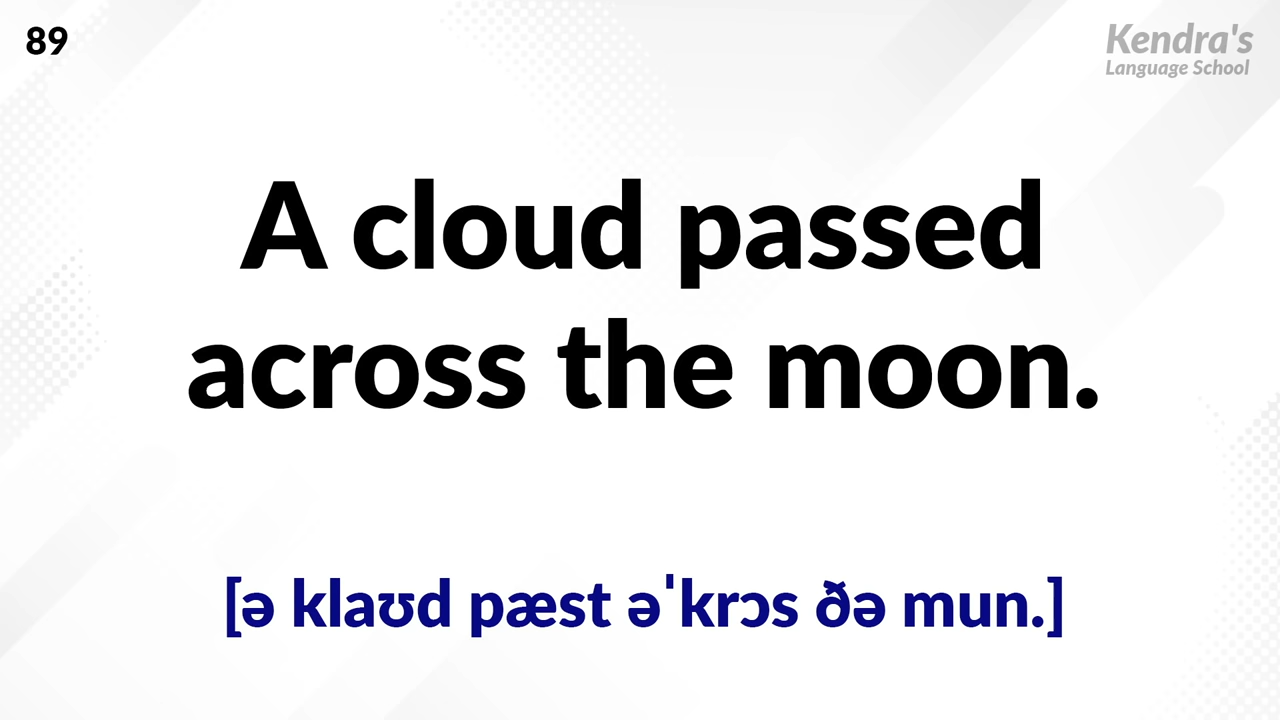 89
Kendra's
Language School
A cloud passed
across the moon.
[ə klaʊd pæst əˈkrɔs ðə mun.]